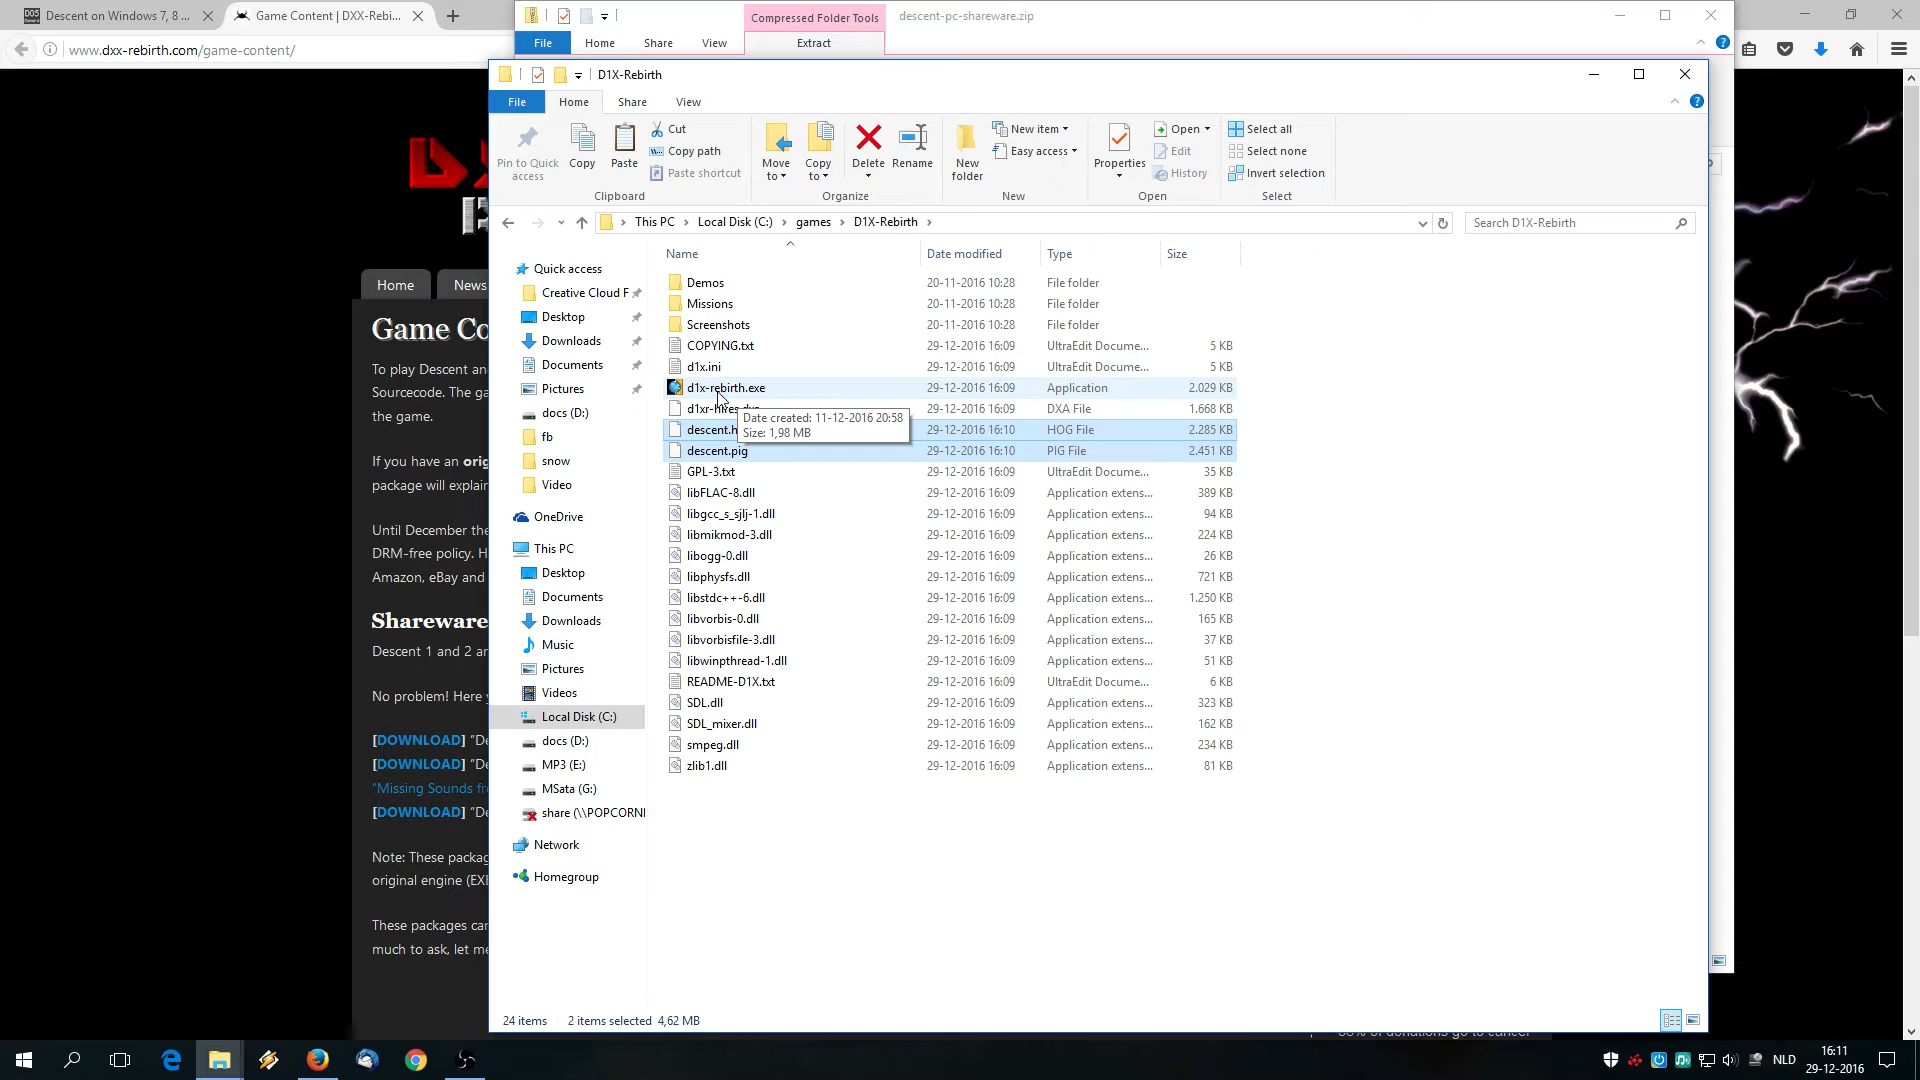 Descent on Windows 7, 8 ...
Game Content | DXX-Rebi...
www.dxx-rebirth.com/game-content/
Compressed Folder Tools
descent-pc-shareware.zip
File
Home
Share
View
Extract
D1X-Rebirth
File
Home
Share
View
Pin to Quick
access
Copy
Paste
Cut
Copy path
Paste shortcut
Clipboard
Move
to
Copy
to
Delete
Rename
Organize
New
folder
New item
Easy access
New
Properties
Open
Edit
History
Open
Select all
Select none
Invert selection
Select
This PC
Local Disk (C:)
games
D1X-Rebirth
Search D1X-Rebirth
Name
Date modified
Type
Size
Quick access
Creative Cloud F
Desktop
Downloads
Documents
Pictures
docs (D:)
fb
snow
Video
OneDrive
This PC
Desktop
Documents
Downloads
Music
Pictures
Videos
Local Disk (C:)
docs (D:)
MP3 (E:)
MSata (G:)
share (\\POPCORN
Network
Homegroup
Demos 20-11-2016 10:28 File folder
Missions 20-11-2016 10:28 File folder
Screenshots 20-11-2016 10:28 File folder
COPYING.txt 29-12-2016 16:09 UltraEdit Docume... 5 KB
d1x.ini 29-12-2016 16:09 UltraEdit Docume... 5 KB
d1x-rebirth.exe 29-12-2016 16:09 Application 2.029 KB
d1xr-hires.dxa 29-12-2016 16:09 DXA File 1.668 KB
descent.h 29-12-2016 16:10 HOG File 2.285 KB
descent.pig 29-12-2016 16:10 PIG File 2.451 KB
GPL-3.txt 29-12-2016 16:09 UltraEdit Docume... 35 KB
libFLAC-8.dll 29-12-2016 16:09 Application extens... 389 KB
libgcc_s_sjlj-1.dll 29-12-2016 16:09 Application extens... 94 KB
libmikmod-3.dll 29-12-2016 16:09 Application extens... 224 KB
libogg-0.dll 29-12-2016 16:09 Application extens... 26 KB
libphysfs.dll 29-12-2016 16:09 Application extens... 721 KB
libstdc++-6.dll 29-12-2016 16:09 Application extens... 1.250 KB
libvorbis-0.dll 29-12-2016 16:09 Application extens... 165 KB
libvorbisfile-3.dll 29-12-2016 16:09 Application extens... 37 KB
libwinpthread-1.dll 29-12-2016 16:09 Application extens... 51 KB
README-D1X.txt 29-12-2016 16:09 UltraEdit Docume... 6 KB
SDL.dll 29-12-2016 16:09 Application extens... 323 KB
SDL_mixer.dll 29-12-2016 16:09 Application extens... 162 KB
smpeg.dll 29-12-2016 16:09 Application extens... 234 KB
zlib1.dll 29-12-2016 16:09 Application extens... 81 KB
Date created: 11-12-2016 20:58
Size: 1,98 MB
24 items
2 items selected 4,62 MB
Home
News
Game Co
To play Descent an
Sourcecode. The ga
the game.
If you have an orig
package will explain
Until December the
DRM-free policy. H
Amazon, eBay and
Shareware
Descent 1 and 2 ar
No problem! Here y
[DOWNLOAD] “De
[DOWNLOAD] “De
“Missing Sounds fr
[DOWNLOAD] “De
Note: These packag
original engine (EXE
These packages can
much to ask, let me
of donations go to cancer
NLD
16:11
29-12-2016